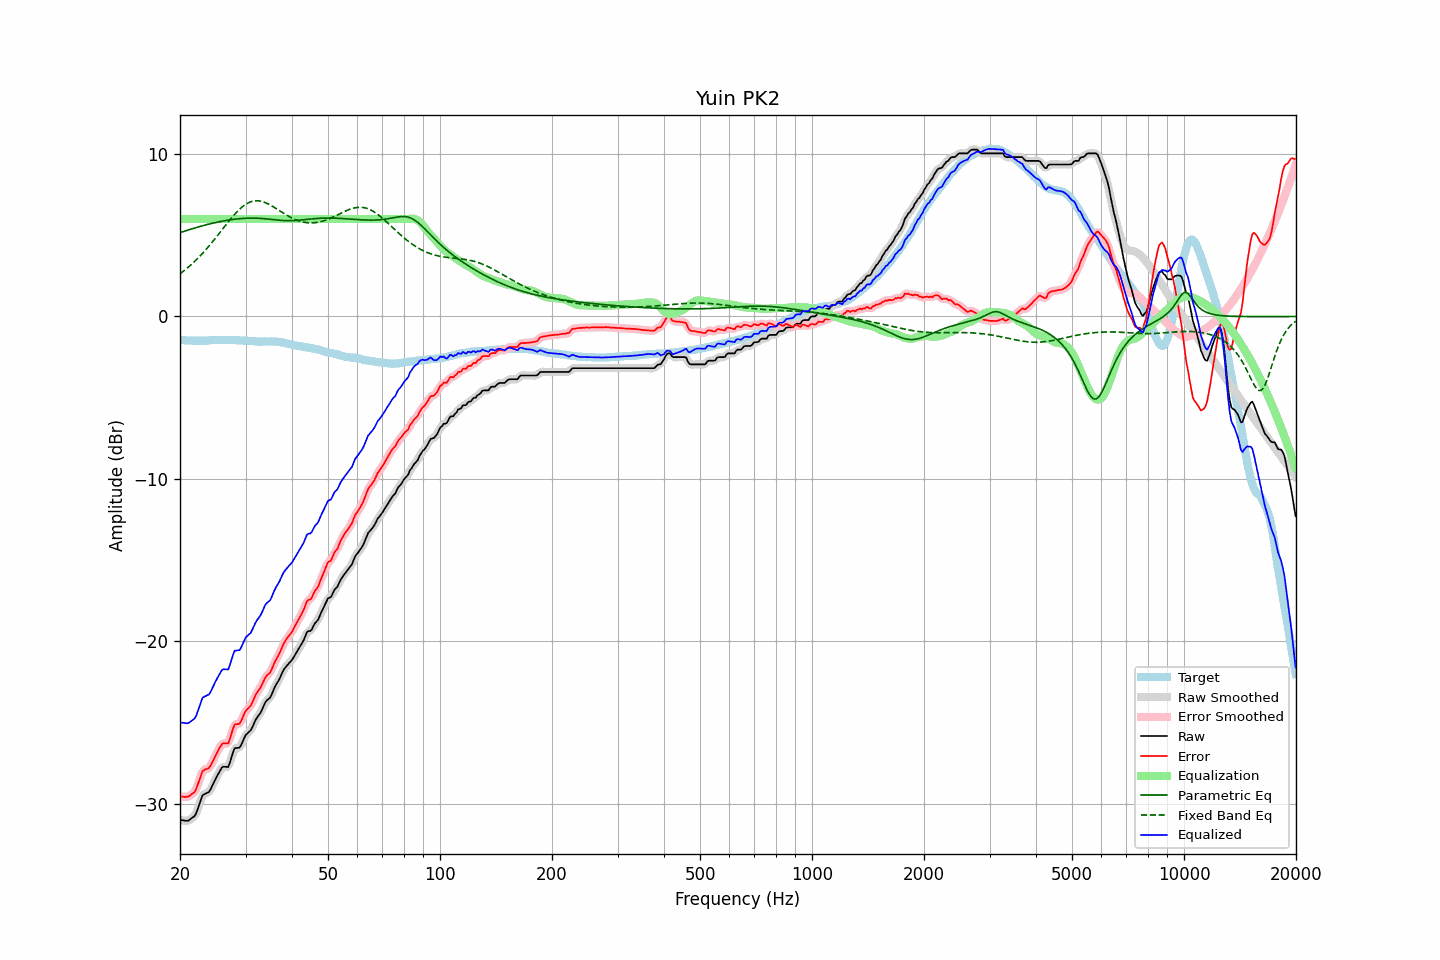 Yuin PK2
Amplitude (dBr)
10
0
−10
−20
−30
20
50
100
200
500
1000
2000
5000
10000
20000
Frequency (Hz)
Target
Raw Smoothed
Error Smoothed
Raw
Error
Equalization
Parametric Eq
Fixed Band Eq
Equalized